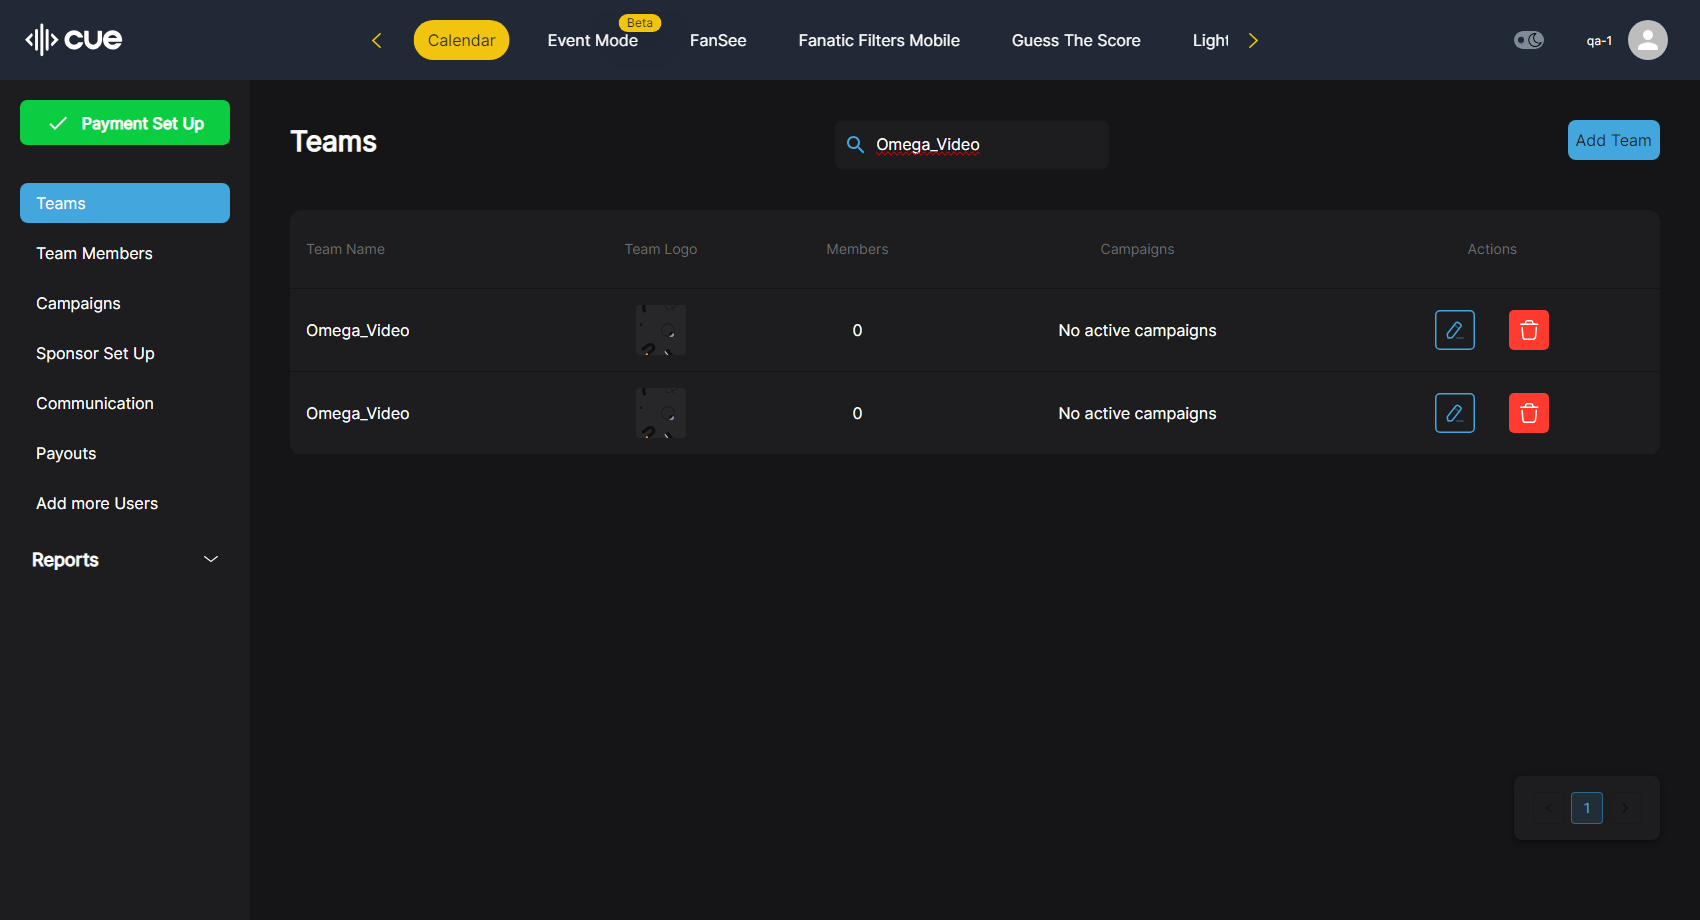 cue
Calendar
Event Mode
Beta
FanSee
Fanatic Filters Mobile
Guess The Score
Light
qa-1
Payment Set Up
Teams
Team Members
Campaigns
Sponsor Set Up
Communication
Payouts
Add more Users
Reports
Teams
Omega_Video
Add Team
Team Name Team Logo Members Campaigns Actions
Omega_Video 0 No active campaigns
Omega_Video 0 No active campaigns
1